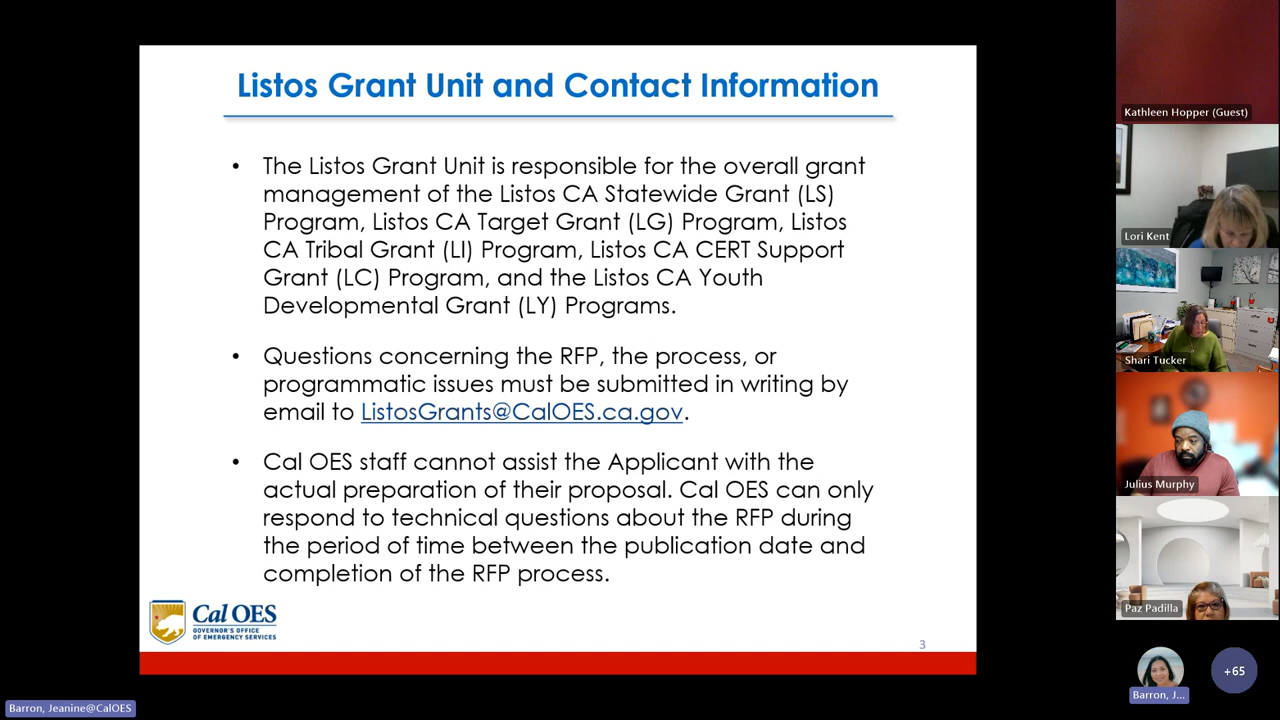 Listos Grant Unit and Contact Information
• The Listos Grant Unit is responsible for the overall grant
management of the Listos CA Statewide Grant (LS)
Program, Listos CA Target Grant (LG) Program, Listos
CA Tribal Grant (LI) Program, Listos CA CERT Support
Grant (LC) Program, and the Listos CA Youth
Developmental Grant (LY) Programs.
• Questions concerning the RFP, the process, or
programmatic issues must be submitted in writing by
email to ListosGrants@CalOES.ca.gov.
• Cal OES staff cannot assist the Applicant with the
actual preparation of their proposal. Cal OES can only
respond to technical questions about the RFP during
the period of time between the publication date and
completion of the RFP process.
Cal OES
GOVERNOR'S OFFICE
OF EMERGENCY SERVICES
3
Barron, Jeanine@CalOES
Kathleen Hopper (Guest)
Lori Kent
Shari Tucker
Julius Murphy
Paz Padilla
Barron, J...
+65